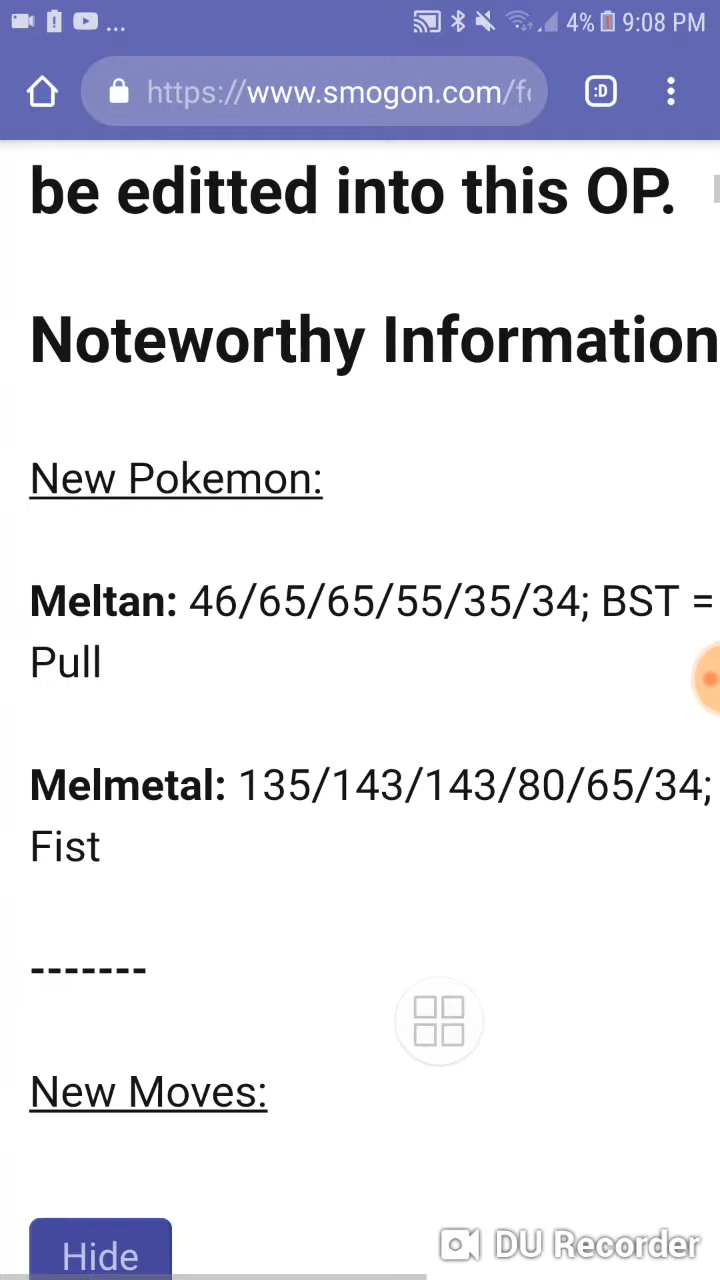 ... 4% 9:08 PM
https://www.smogon.com/f
:D
be editted into this OP.
Noteworthy Information
New Pokemon:
Meltan: 46/65/65/55/35/34; BST =
Pull
Melmetal: 135/143/143/80/65/34;
Fist
-------
New Moves:
Hide
DU Recorder